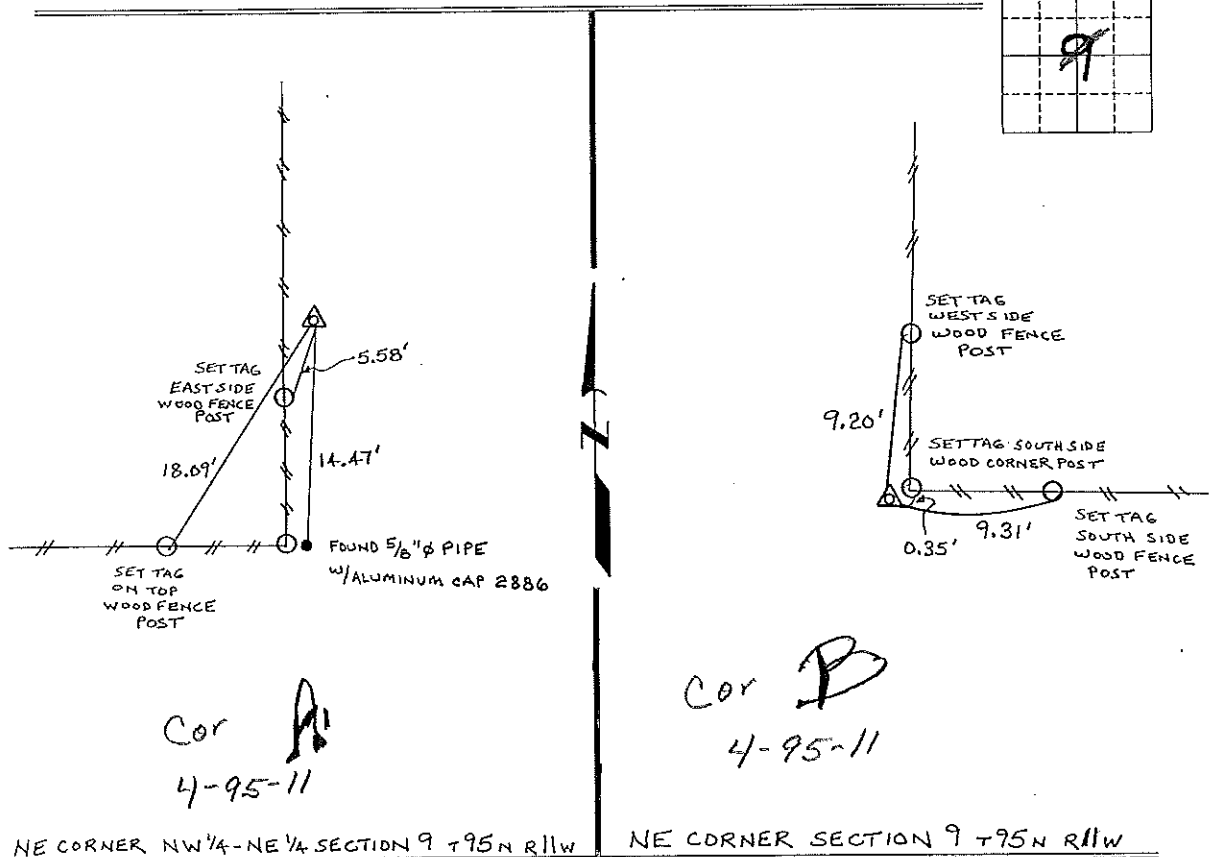 9
SET TAG
EAST SIDE
WOOD FENCE
POST
5.58'
18.09'
14.47'
SET TAG
ON TOP
WOOD FENCE
POST
FOUND 5/8"ø PIPE
W/ALUMINUM CAP 2886
Cor A
4-95-11
NE CORNER NW 1/4-NE 1/4 SECTION 9 T95N R11W
N
SET TAG
WEST SIDE
WOOD FENCE
POST
9.20'
SET TAG SOUTH SIDE
WOOD CORNER POST
0.35'
9.31'
SET TAG
SOUTH SIDE
WOOD FENCE
POST
Cor B
4-95-11
NE CORNER SECTION 9 T95N R11W